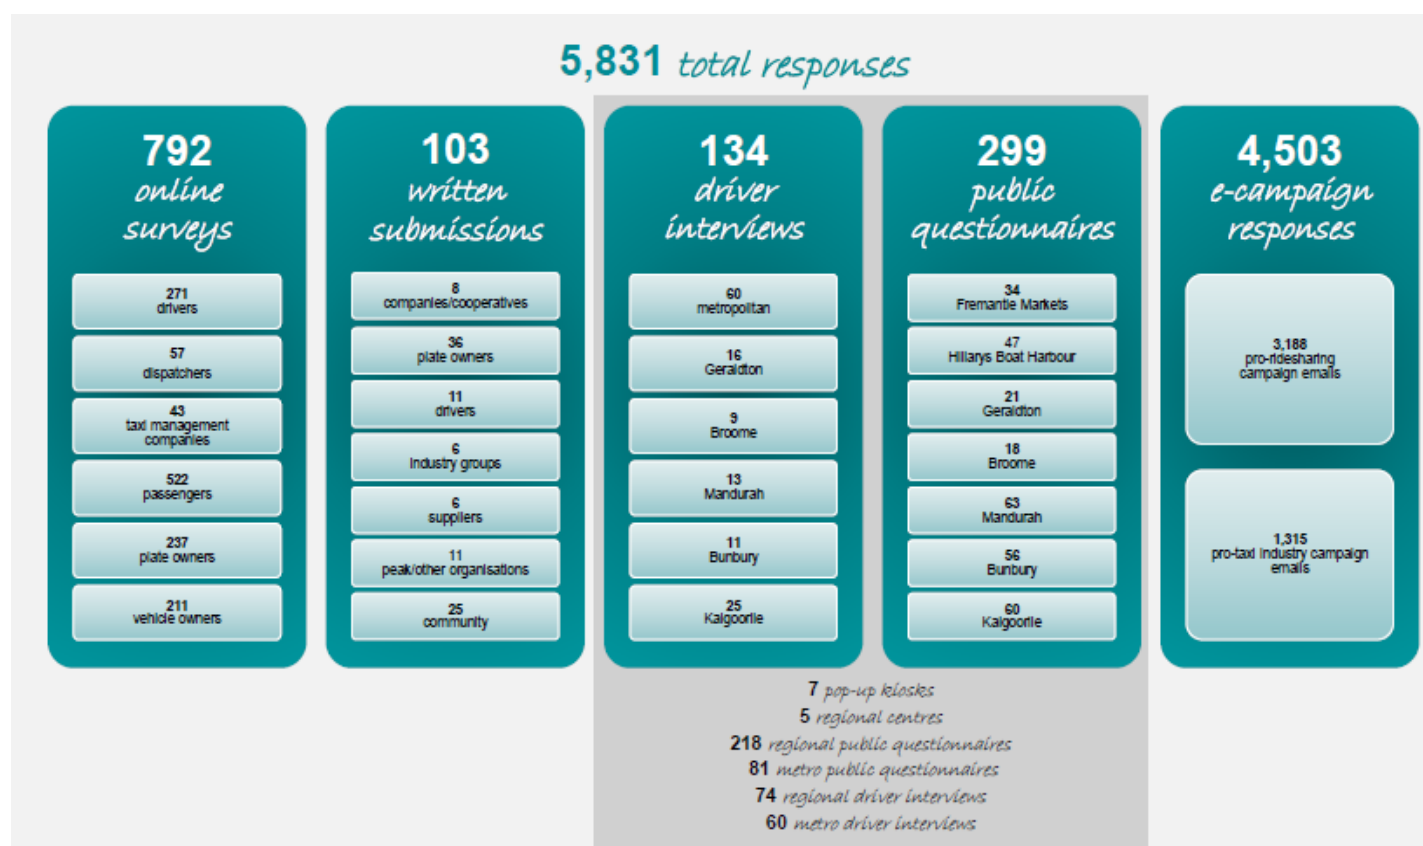 5,831 total responses
792
online
surveys
271
drivers
57
dispatchers
43
taxi management
companies
522
passengers
237
plate owners
211
vehicle owners
103
written
submissions
8
companies/cooperatives
36
plate owners
11
drivers
6
industry groups
6
suppliers
11
peak/other organisations
25
community
134
driver
interviews
60
metropolitan
16
Geraldton
9
Broome
13
Mandurah
11
Bunbury
25
Kalgoorlie
299
public
questionnaires
34
Fremantle Markets
47
Hillarys Boat Harbour
21
Geraldton
18
Broome
63
Mandurah
56
Bunbury
60
Kalgoorlie
4,503
e-campaign
responses
3,188
pro-ridesharing
campaign emails
1,315
pro-taxi industry campaign
emails
7 pop-up kiosks
5 regional centres
218 regional public questionnaires
81 metro public questionnaires
74 regional driver interviews
60 metro driver interviews